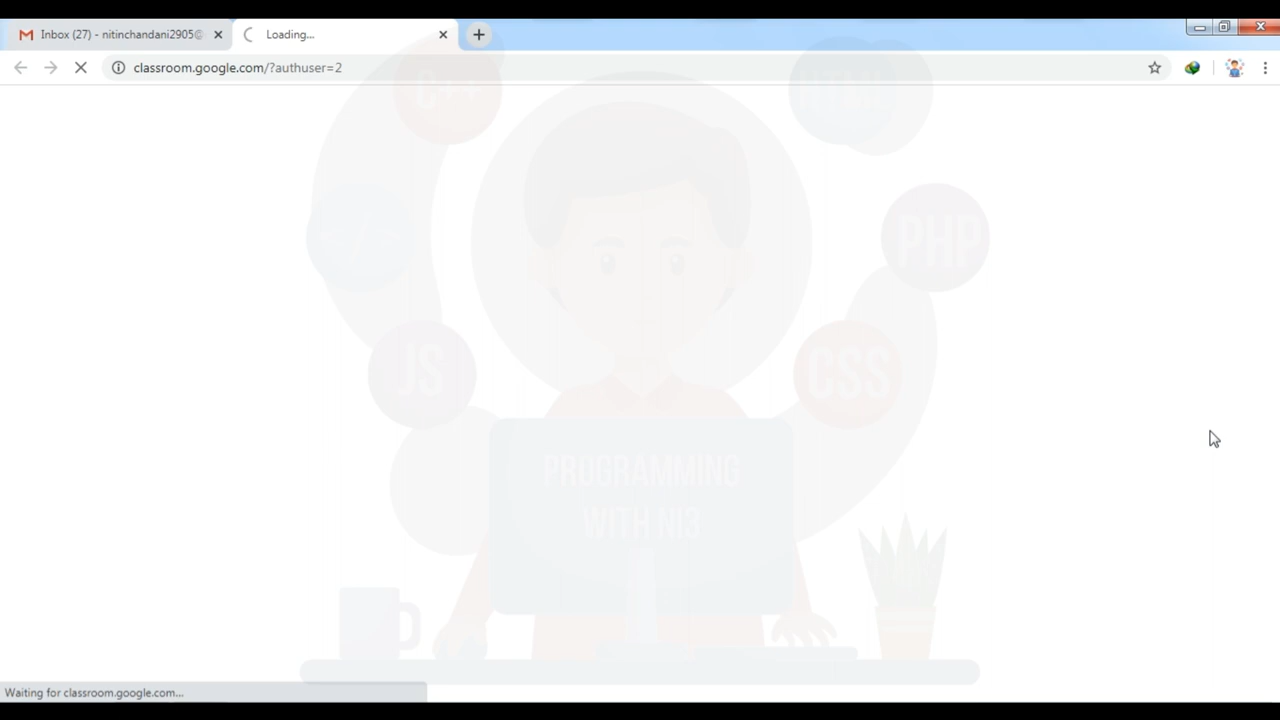 Inbox (27) - nitinchandani2905@
Loading...
classroom.google.com/?authuser=2
C++
HTML
</>
PHP
JS
CSS
PROGRAMMING
WITH NI3
Waiting for classroom.google.com...